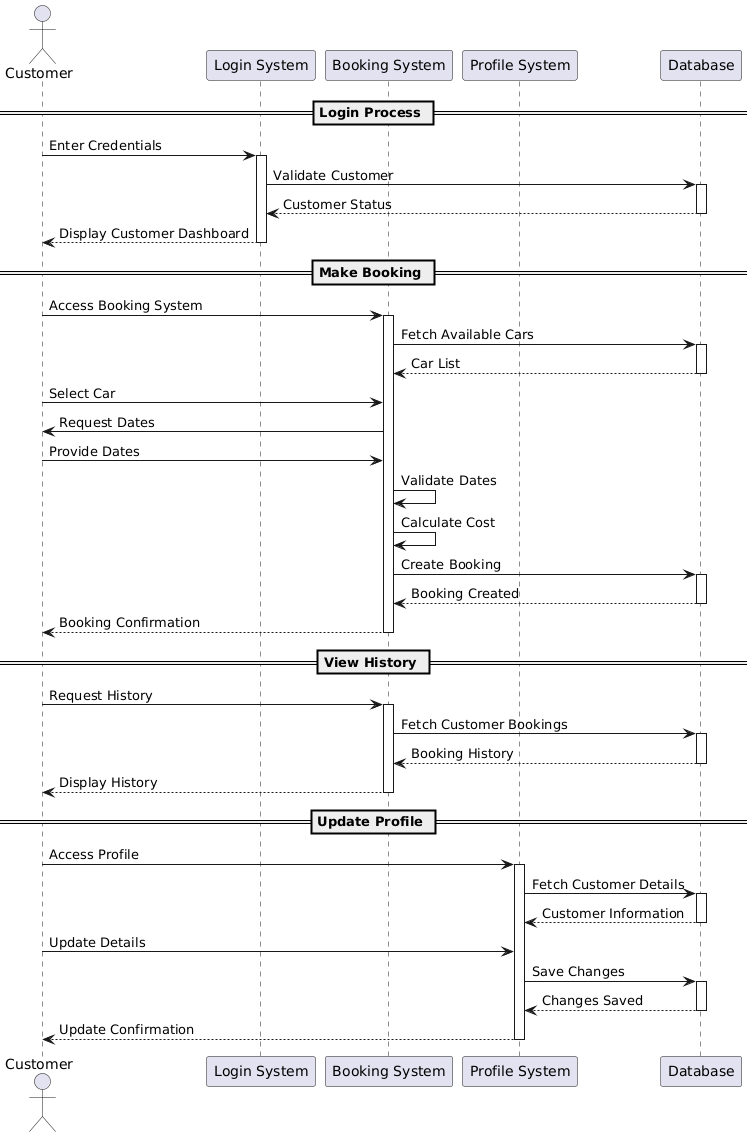 Customer
Login System
Booking System
Profile System
Database
Login Process
Enter Credentials
Validate Customer
Customer Status
Display Customer Dashboard
Make Booking
Access Booking System
Fetch Available Cars
Car List
Select Car
Request Dates
Provide Dates
Validate Dates
Calculate Cost
Create Booking
Booking Created
Booking Confirmation
View History
Request History
Fetch Customer Bookings
Booking History
Display History
Update Profile
Access Profile
Fetch Customer Details
Customer Information
Update Details
Save Changes
Changes Saved
Update Confirmation
Customer
Login System
Booking System
Profile System
Database